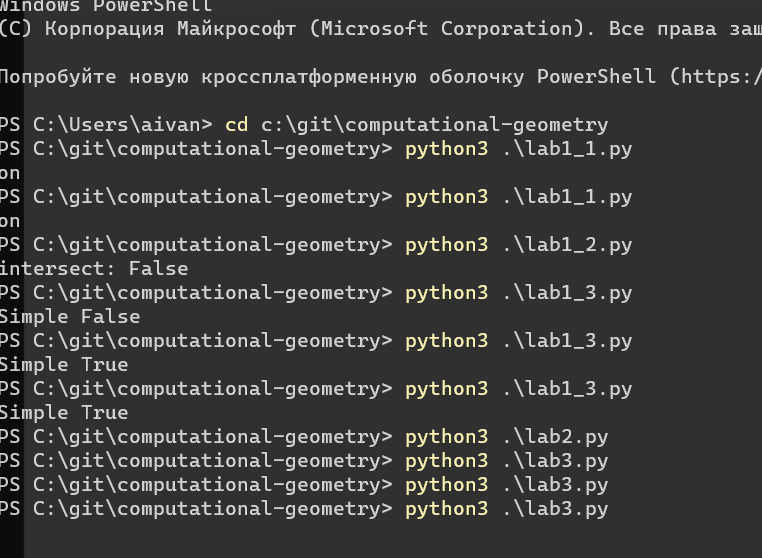 Windows PowerShell
(C) Корпорация Майкрософт (Microsoft Corporation). Все права
Попробуйте новую кроссплатформенную оболочку PowerShell (https:/
PS C:\Users\aivan> cd c:\git\computational-geometry
PS C:\git\computational-geometry> python3 .\lab1_1.py
on
PS C:\git\computational-geometry> python3 .\lab1_1.py
on
PS C:\git\computational-geometry> python3 .\lab1_2.py
intersect: False
PS C:\git\computational-geometry> python3 .\lab1_3.py
Simple False
PS C:\git\computational-geometry> python3 .\lab1_3.py
Simple True
PS C:\git\computational-geometry> python3 .\lab1_3.py
Simple True
PS C:\git\computational-geometry> python3 .\lab2.py
PS C:\git\computational-geometry> python3 .\lab3.py
PS C:\git\computational-geometry> python3 .\lab3.py
PS C:\git\computational-geometry> python3 .\lab3.py